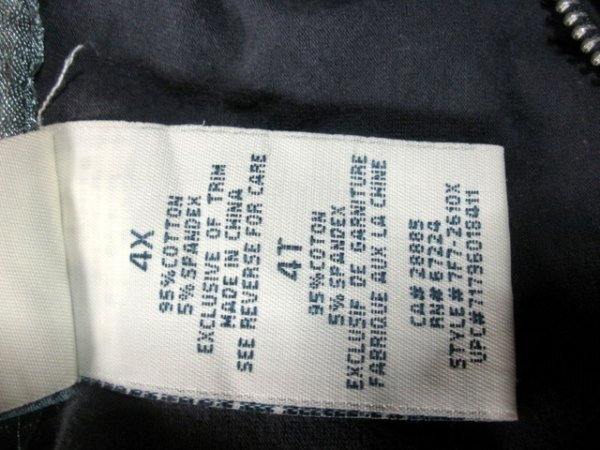 4X
95% COTTON
5% SPANDEX
EXCLUSIVE OF TRIM
MADE IN CHINA
SEE REVERSE FOR CARE
4T
95% COTON
5% SPANDEX
EXCLUSIF DE GARNITURE
FABRIQUE AUX LA CHINE
CA# 28885
RN# 67224
STYLE# 7F7-2610X
UPC# 71796018411